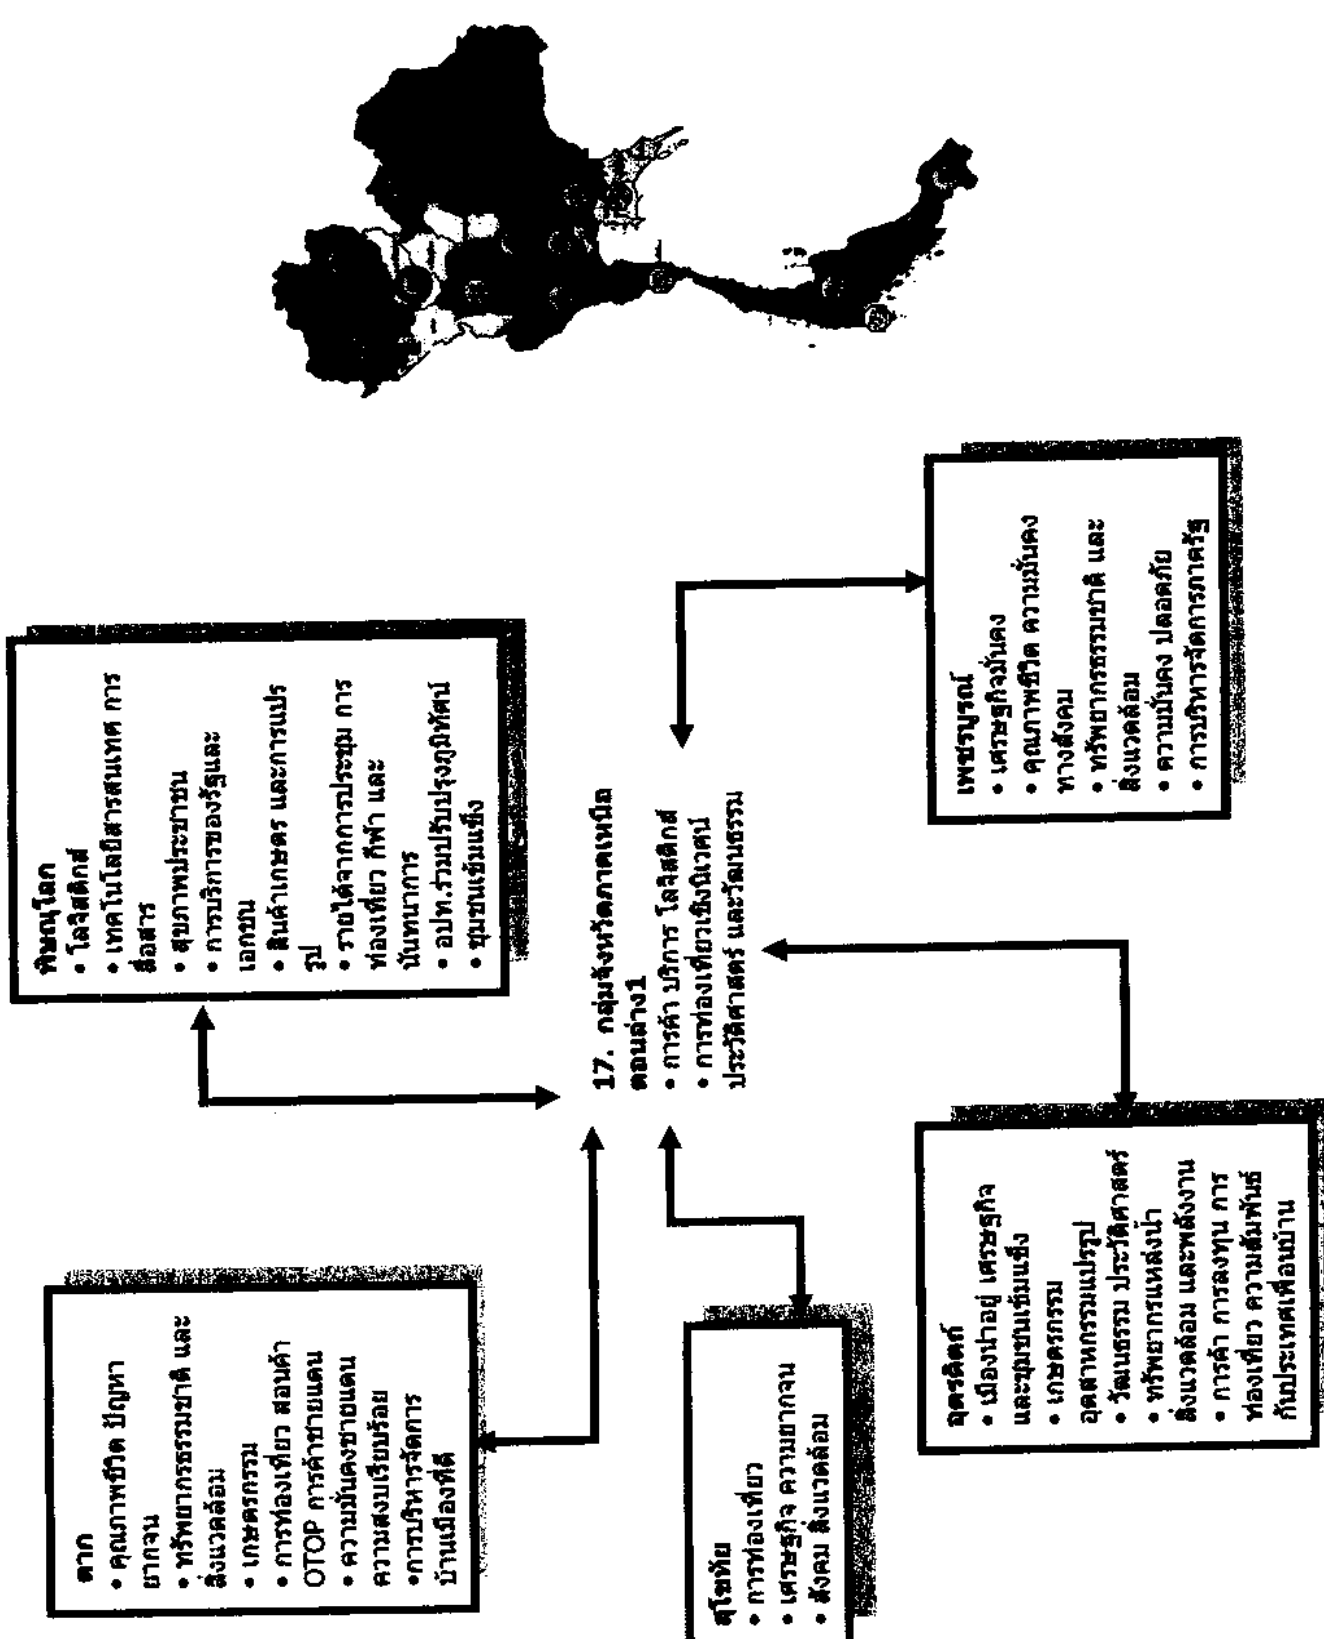 พิษณุโลก
• โลจิสติกส์
• เทคโนโลยีสารสนเทศ การ
สื่อสาร
• สุขภาพประชาชน
• การบริการของรัฐและ
เอกชน
• สินค้าเกษตร และการแปร
รูป
• รายได้จากการประชุม การ
ท่องเที่ยว กีฬา และ
นันทนาการ
• อปท.ร่วมปรับปรุงภูมิทัศน์
• ชุมชนเข้มแข็ง
ตาก
• คุณภาพชีวิต ปัญหา
ยากจน
• ทรัพยากรธรรมชาติ และ
สิ่งแวดล้อม
• เกษตรกรรม
• การท่องเที่ยว สอนค้า
OTOP การค้าชายแดน
• ความมั่นคงชายแดน
ความสงบเรียบร้อย
•การบริหารจัดการ
บ้านเมืองที่ดี
17. กลุ่มจังหวัดภาคเหนือ
ตอนล่าง1
• การค้า บริการ โลจิสติกส์
• การท่องเที่ยวเชิงนิเวศน์
ประวัติศาสตร์ และวัฒนธรรม
สุโขทัย
• การท่องเที่ยว
• เศรษฐกิจ ความยากจน
• สังคม สิ่งแวดล้อม
เพชรบูรณ์
• เศรษฐกิจมั่นคง
• คุณภาพชีวิต ความมั่นคง
ทางสังคม
• ทรัพยากรธรรมชาติ และ
สิ่งแวดล้อม
• ความมั่นคง ปลอดภัย
• การบริหารจัดการภาครัฐ
อุตรดิตถ์
• เมืองน่าอยู่ เศรษฐกิจ
และชุมชนเข้มแข็ง
• เกษตรกรรม
อุตสาหกรรมแปรรูป
• วัฒนธรรม ประวัติศาสตร์
• ทรัพยากรแหล่งน้ำ
สิ่งแวดล้อม และพลังงาน
• การค้า การลงทุน การ
ท่องเที่ยว ความสัมพันธ์
กับประเทศเพื่อนบ้าน